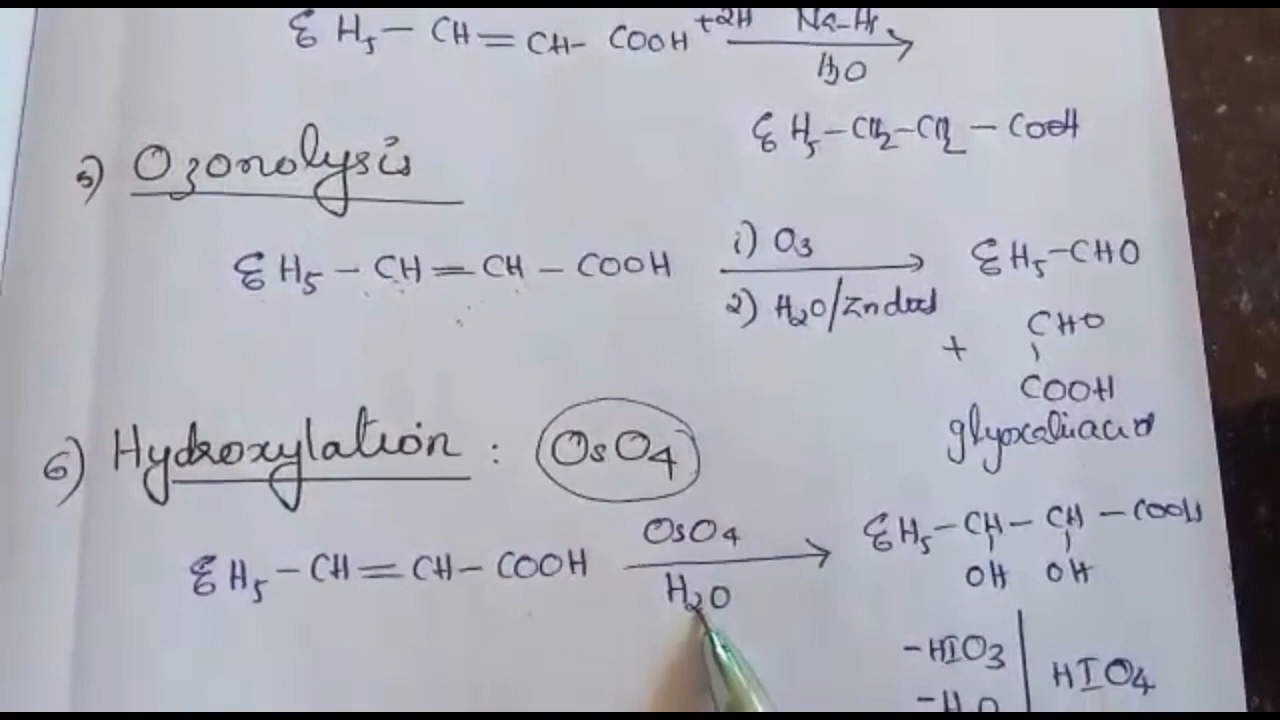 C6H5 – CH = CH – COOH +2H Na-Hg
H2O
C6H5 – CH2 – CH2 – COOH
5) Ozonolysis
C6H5 – CH = CH – COOH 1) O3 C6H5 – CHO
2) H2O/Zn dust
+ CHO
COOH
glyoxalic acid
6) Hydroxylation : OsO4
C6H5 – CH = CH – COOH OsO4 C6H5 – CH – CH – COOH
H2O OH OH
– HIO3 HIO4
– H2O